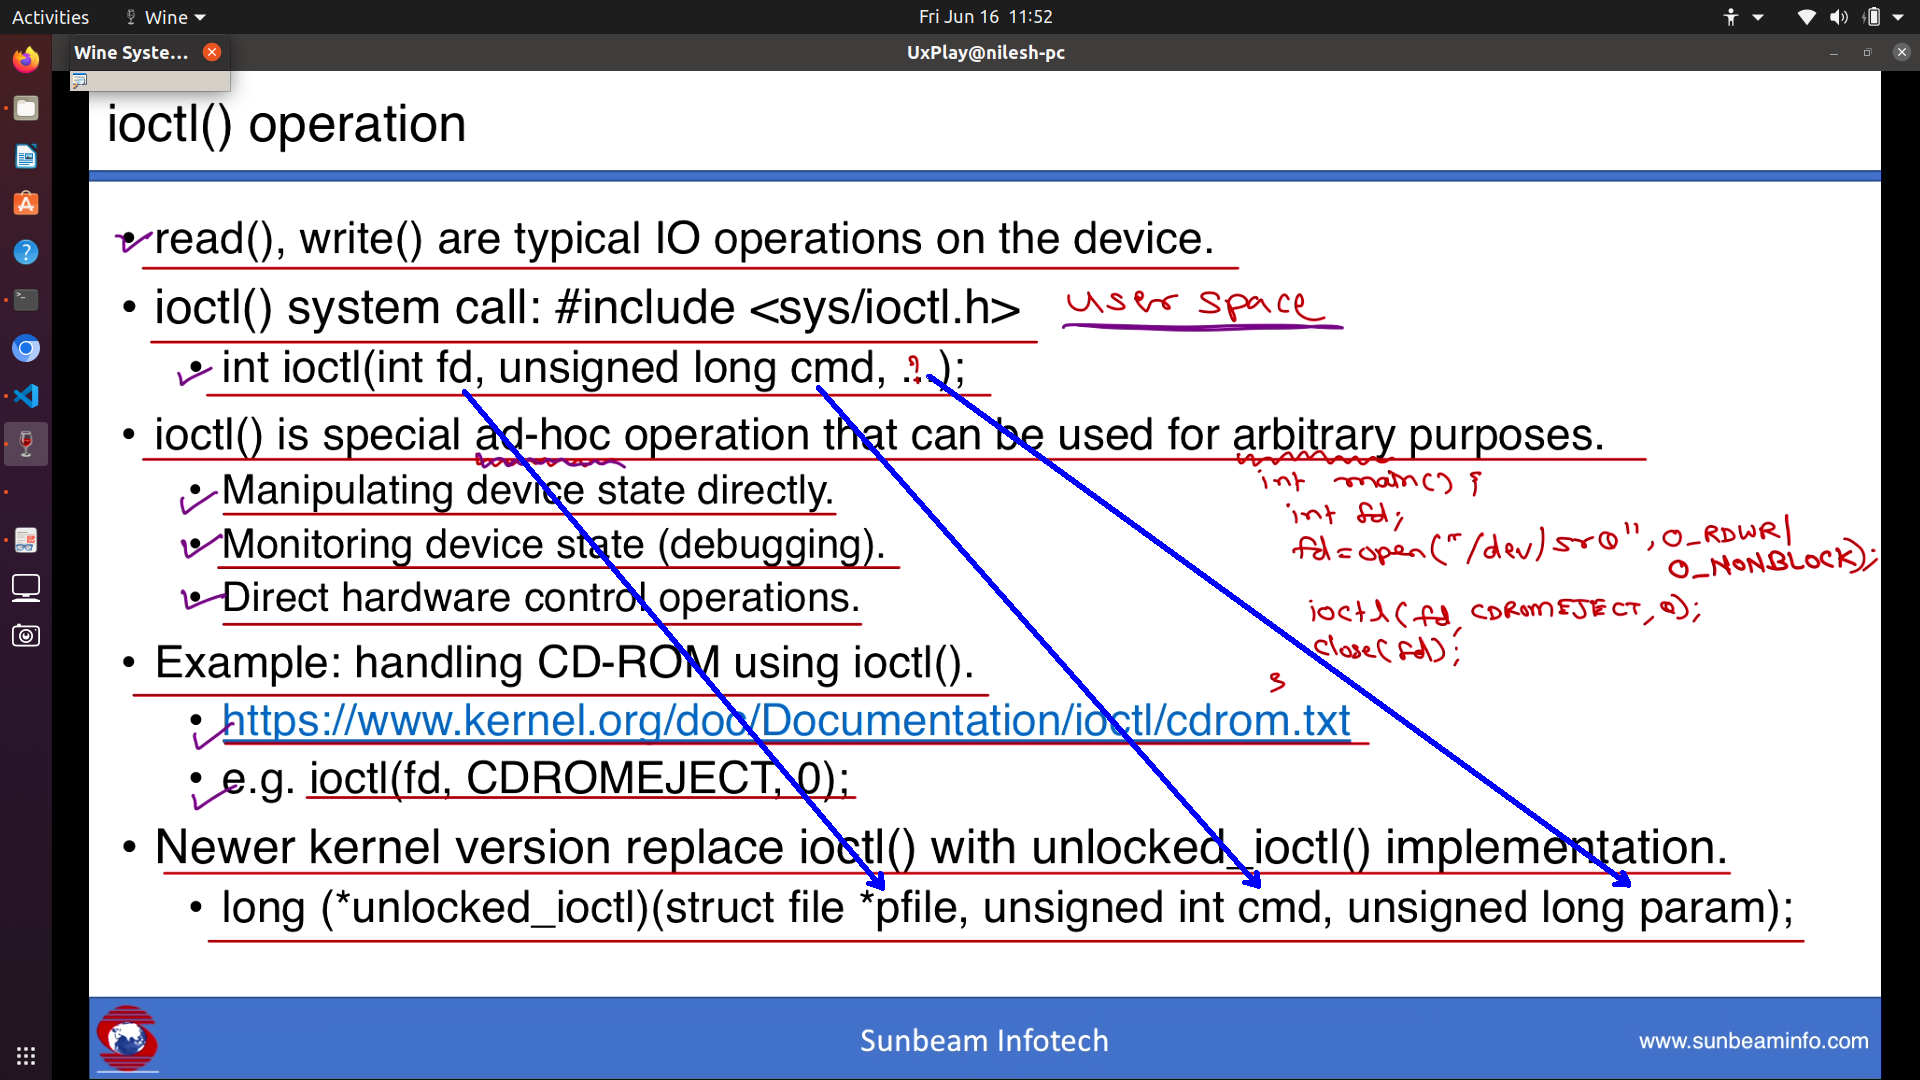 Activities
Wine
Fri Jun 16 11:52
Wine Syste...
UxPlay@nilesh-pc
ioctl() operation
• read(), write() are typical IO operations on the device.
• ioctl() system call: #include <sys/ioctl.h>
user space
• int ioctl(int fd, unsigned long cmd, ...);
?
• ioctl() is special ad-hoc operation that can be used for arbitrary purposes.
• Manipulating device state directly.
• Monitoring device state (debugging).
• Direct hardware control operations.
int main() {
int fd;
fd=open("/dev/sr0", O_RDWR|
O_NONBLOCK);
ioctl(fd, CDROMEJECT, 0);
close(fd);
}
• Example: handling CD-ROM using ioctl().
• https://www.kernel.org/doc/Documentation/ioctl/cdrom.txt
• e.g. ioctl(fd, CDROMEJECT, 0);
• Newer kernel version replace ioctl() with unlocked_ioctl() implementation.
• long (*unlocked_ioctl)(struct file *pfile, unsigned int cmd, unsigned long param);
Sunbeam Infotech
www.sunbeaminfo.com